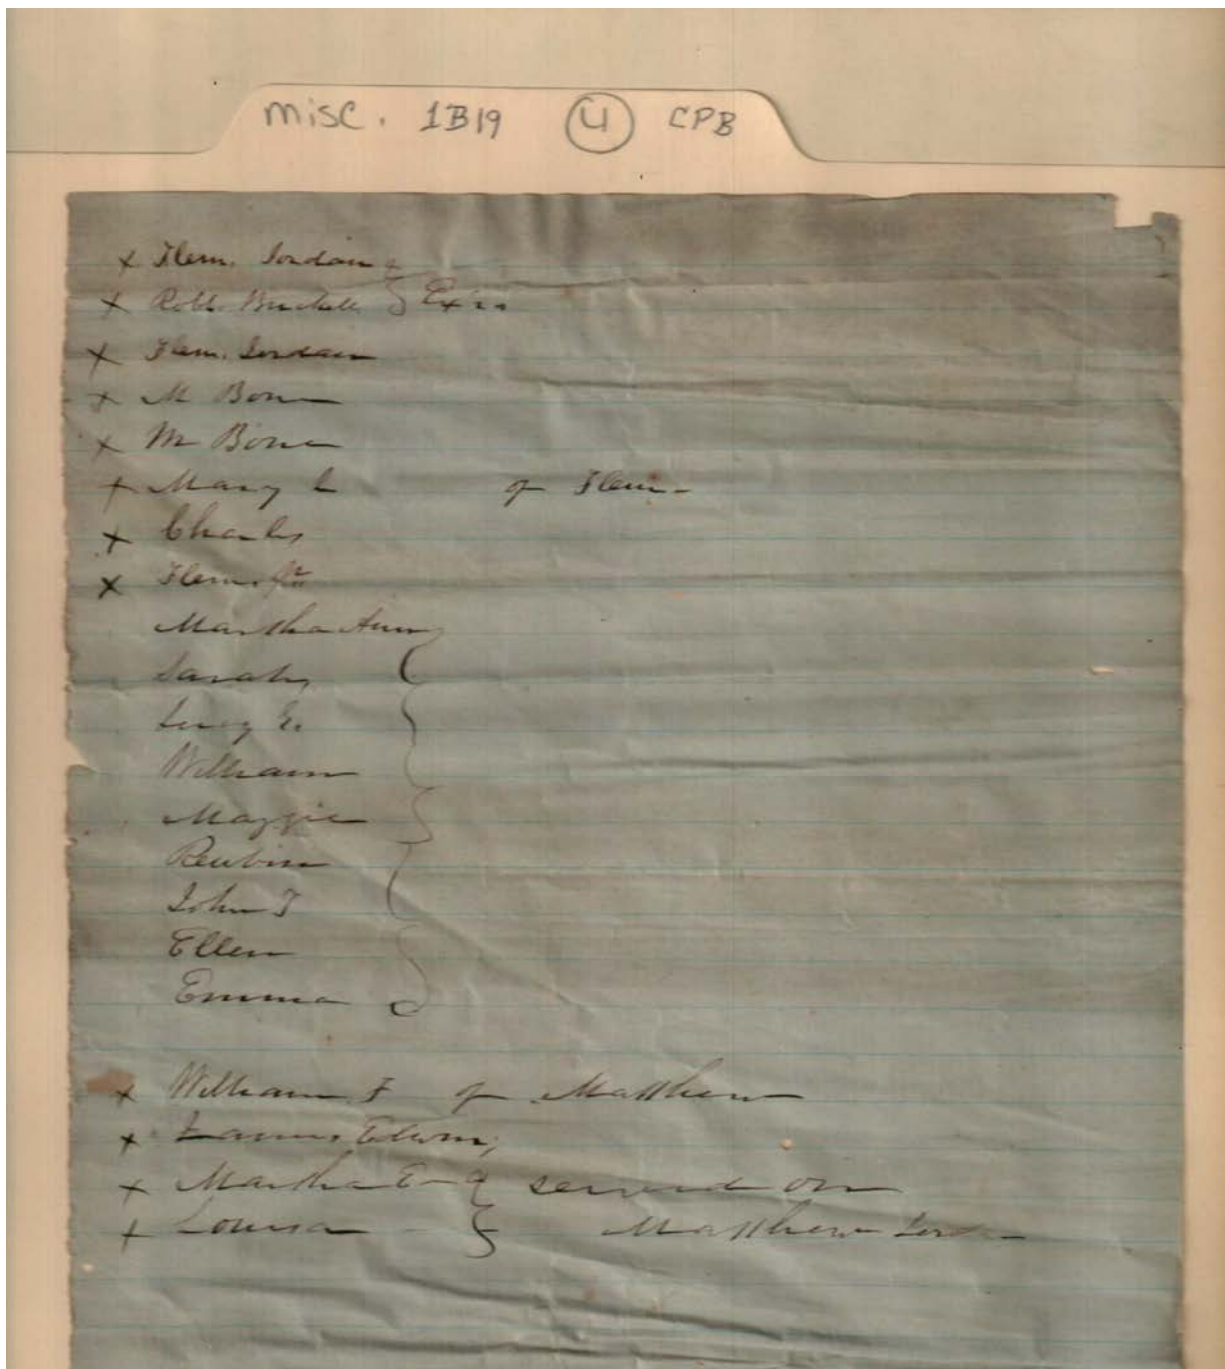 misc. 1B19 4 CPB
x Flem. Jordan
x Robt. } Exrs
x Flem. Jordan
x M Bone
x M Bone
x Mary L of Flem.
x Charles
x Flem. Jr.
Martha Ann
Sarah
Lucy E.
William
Maggie
Reubin
John T
Ellen
Emma
x William F of Matthew
x Edwin,
x Martha E served on
x Louisa } Matthew Jordan